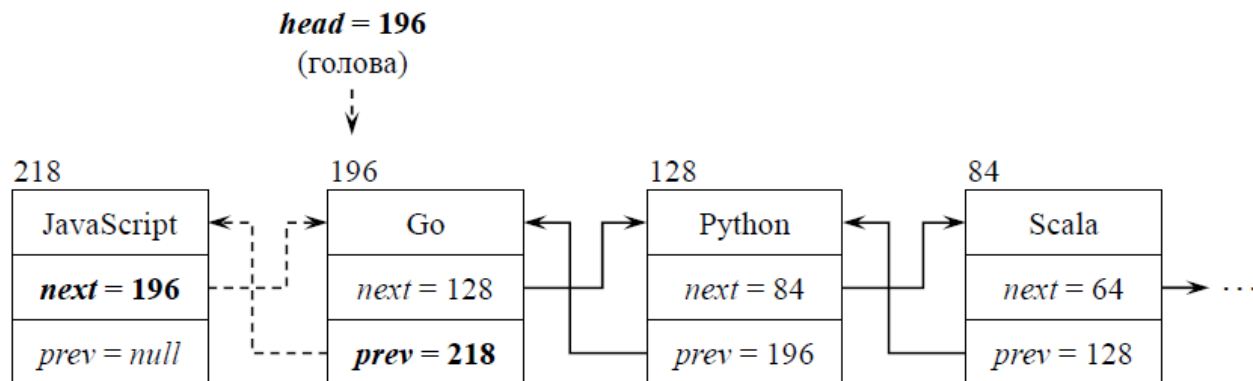 head = 196
(голова)
218 196 128 84
JavaScript Go Python Scala
next = 196 next = 128 next = 84 next = 64 ...
prev = null prev = 218 prev = 196 prev = 128